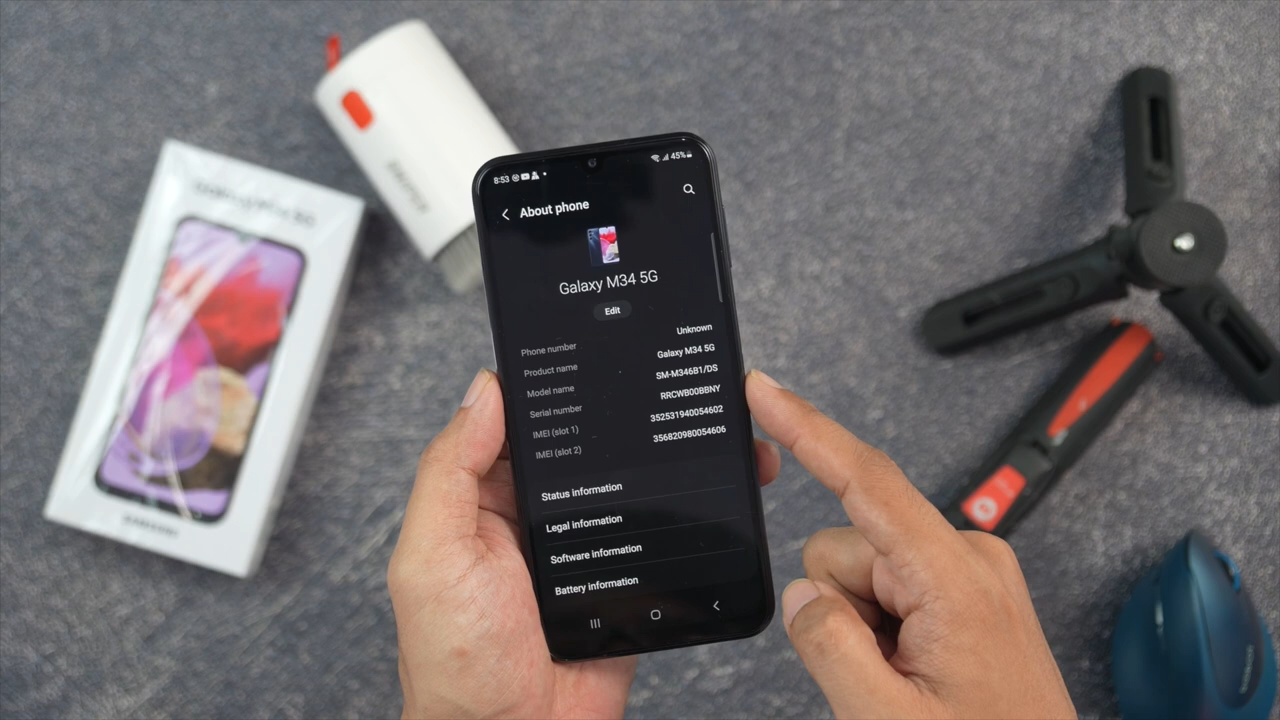 8:53
45%
About phone
Galaxy M34 5G
Edit
Phone number Unknown
Product name Galaxy M34 5G
Model name SM-M346B1/DS
Serial number RRCWB00BBNY
IMEI (slot 1) 352531940054602
IMEI (slot 2) 356820980054606
Status information
Legal information
Software information
Battery information
SAMSUNG